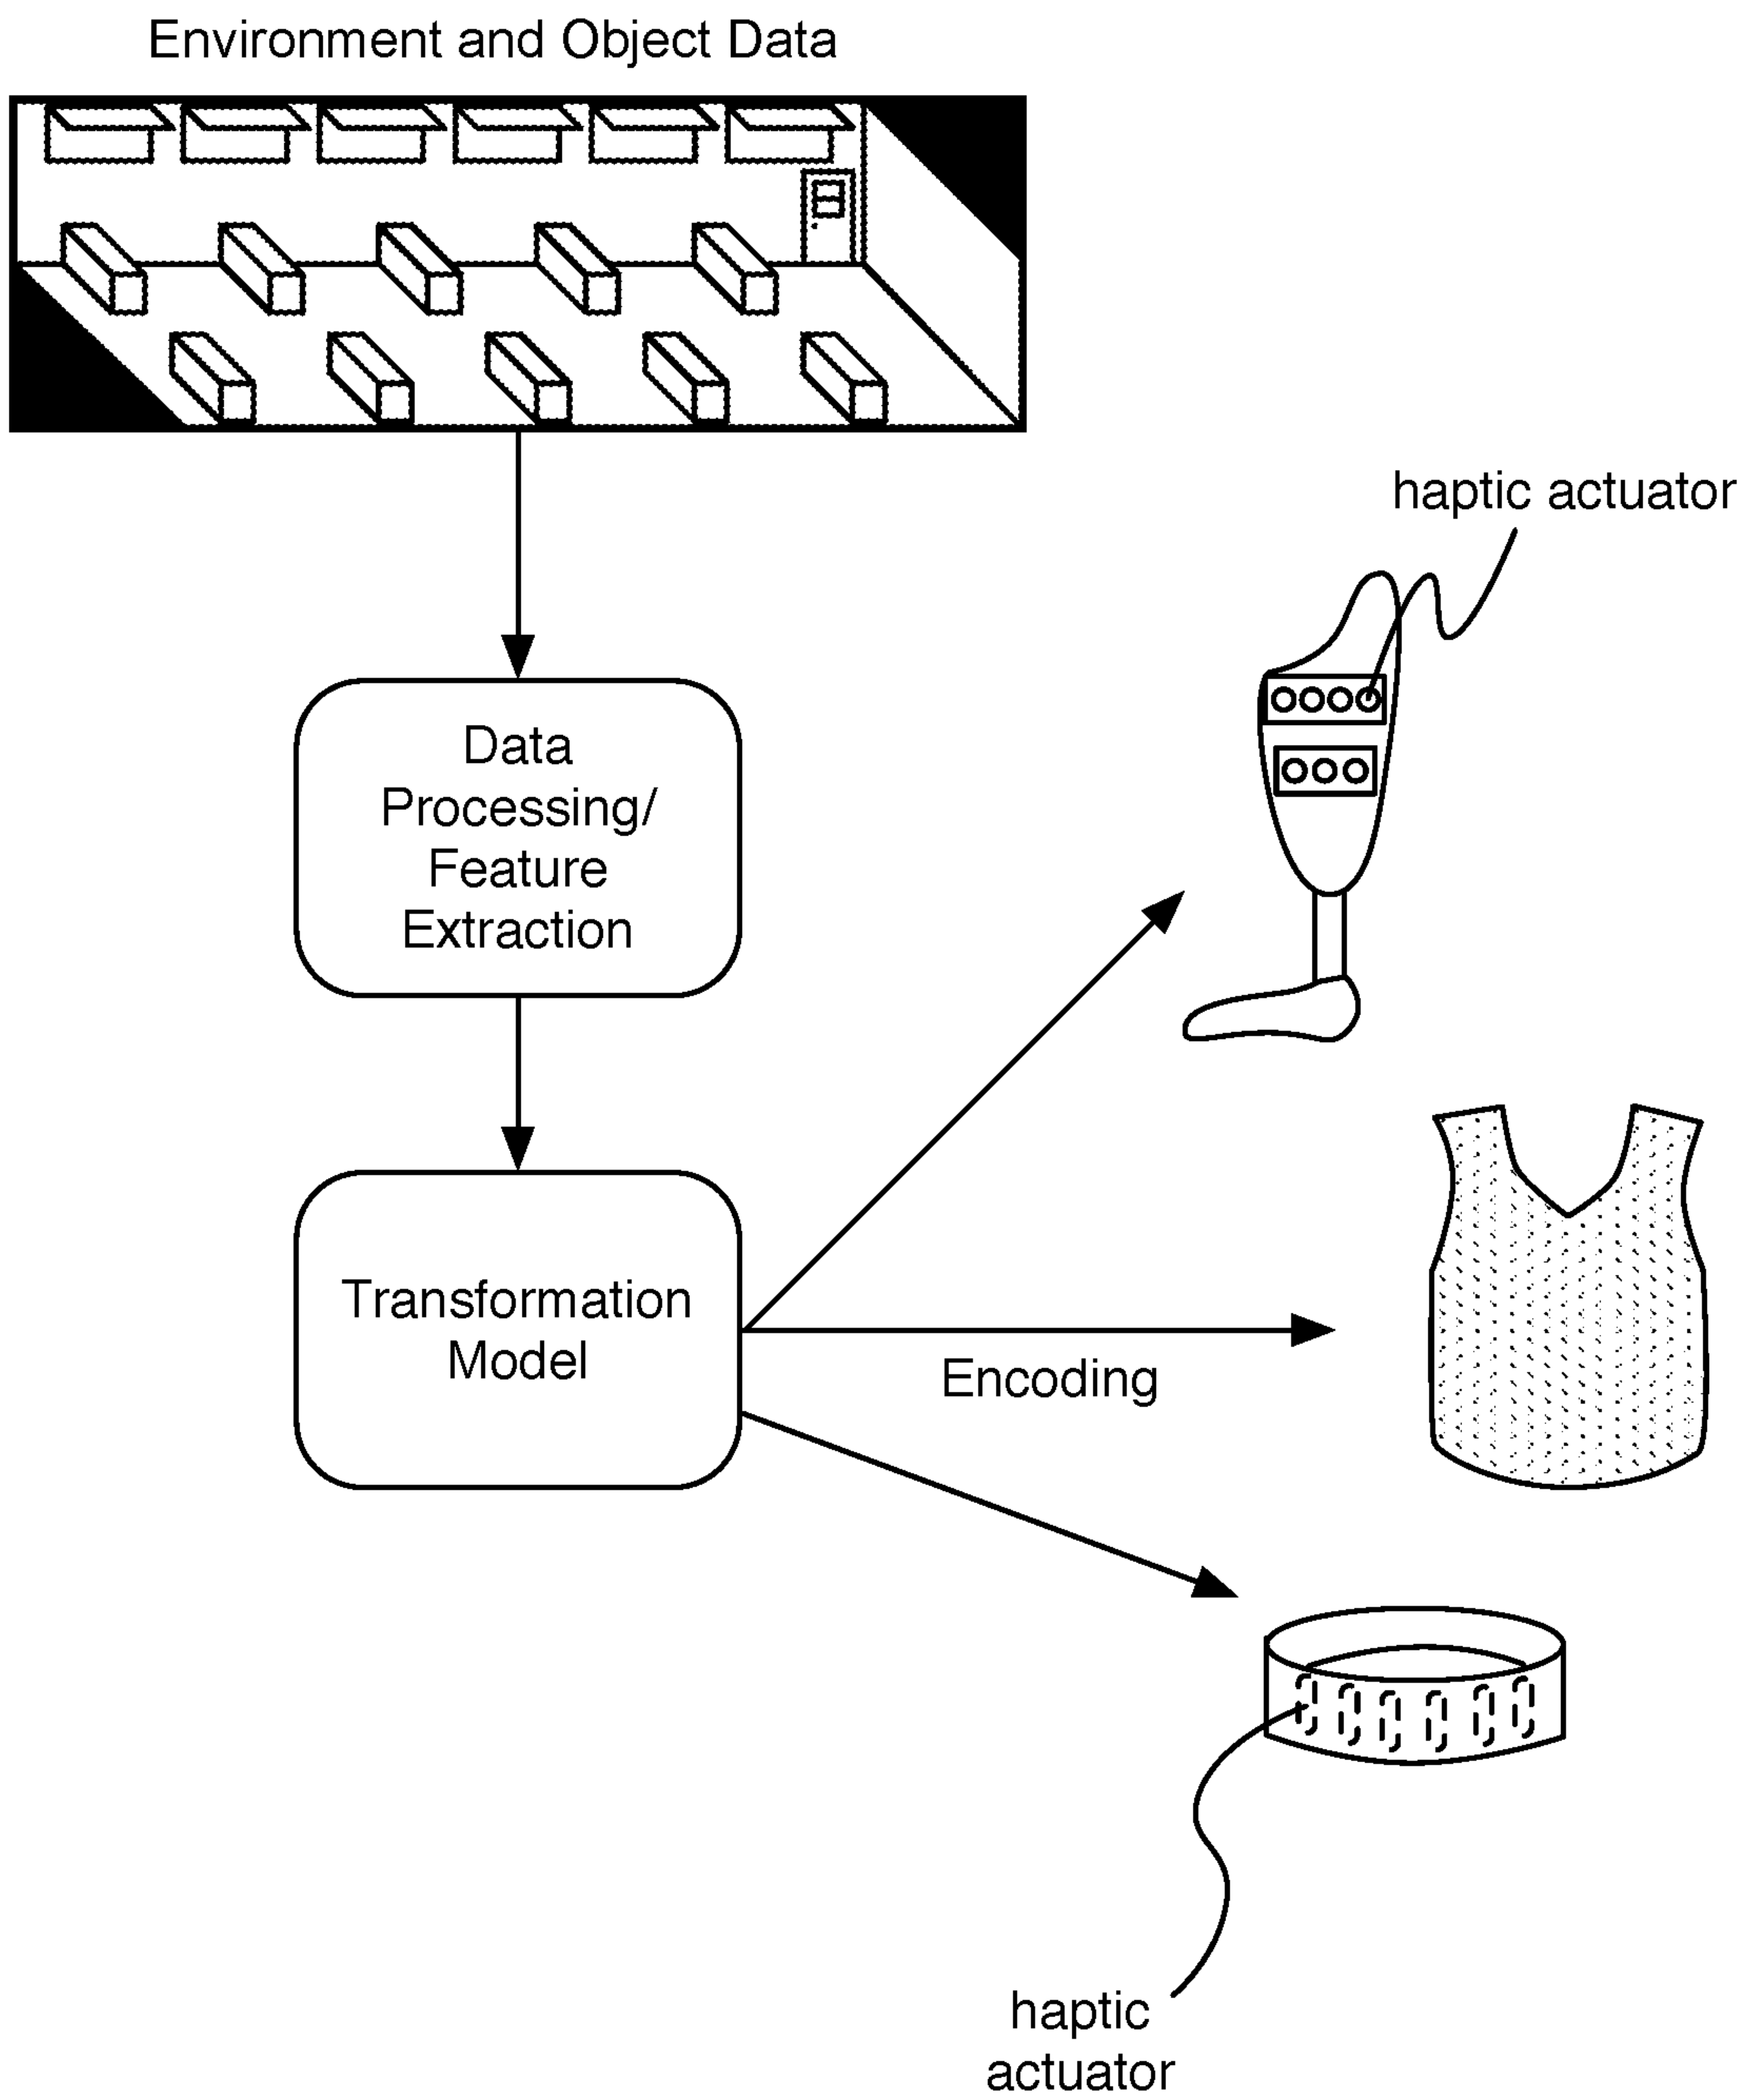 Environment and Object Data
haptic actuator
Data
Processing/
Feature
Extraction
Transformation
Model
Encoding
haptic
actuator